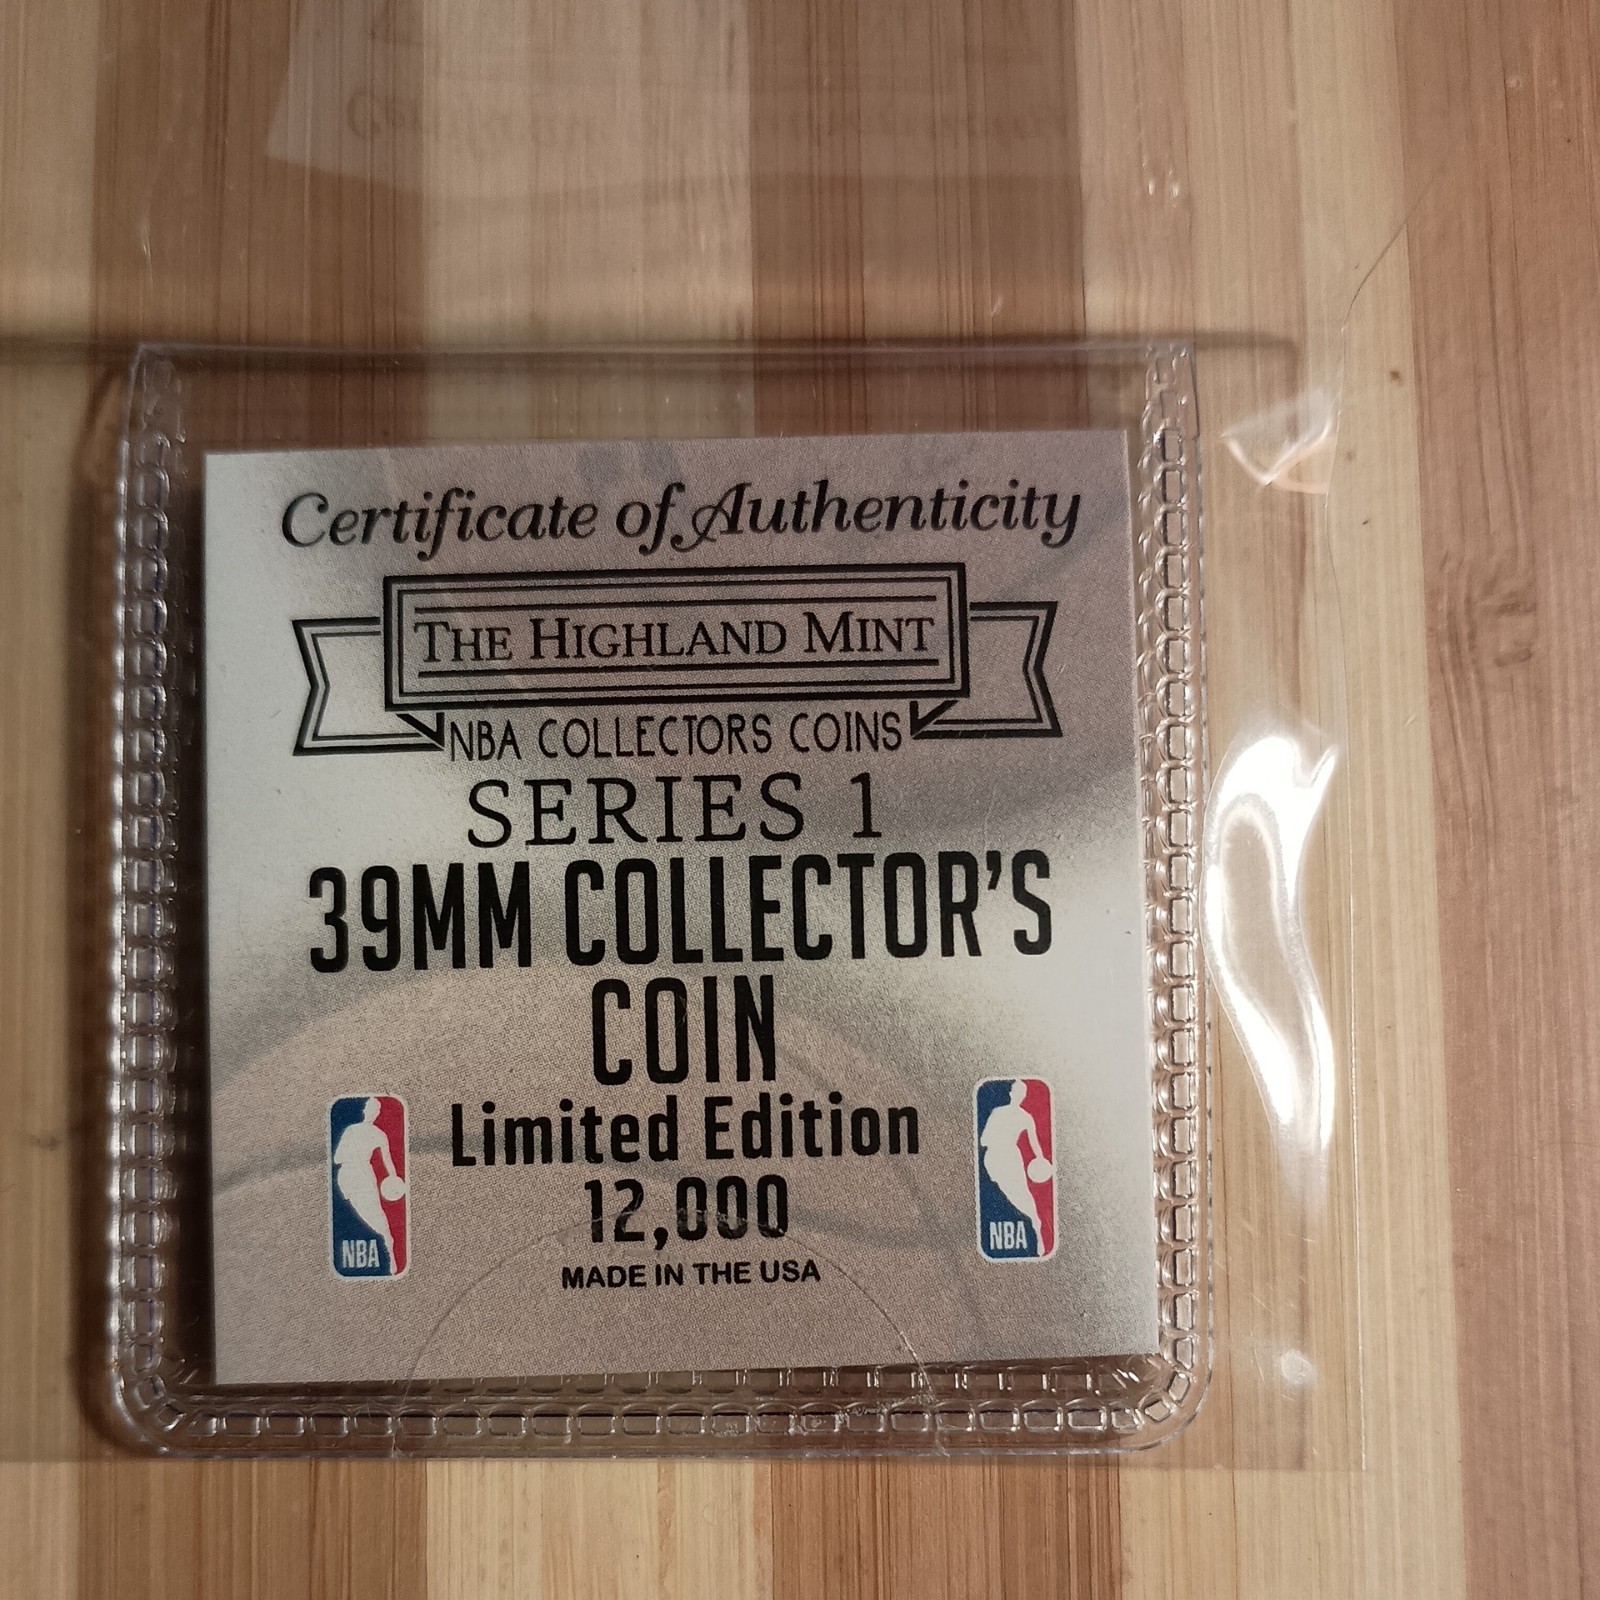 Certificate of Authenticity
THE HIGHLAND MINT
NBA COLLECTORS COINS
SERIES 1
39MM COLLECTOR'S
COIN
Limited Edition
12,000
MADE IN THE USA
NBA
NBA